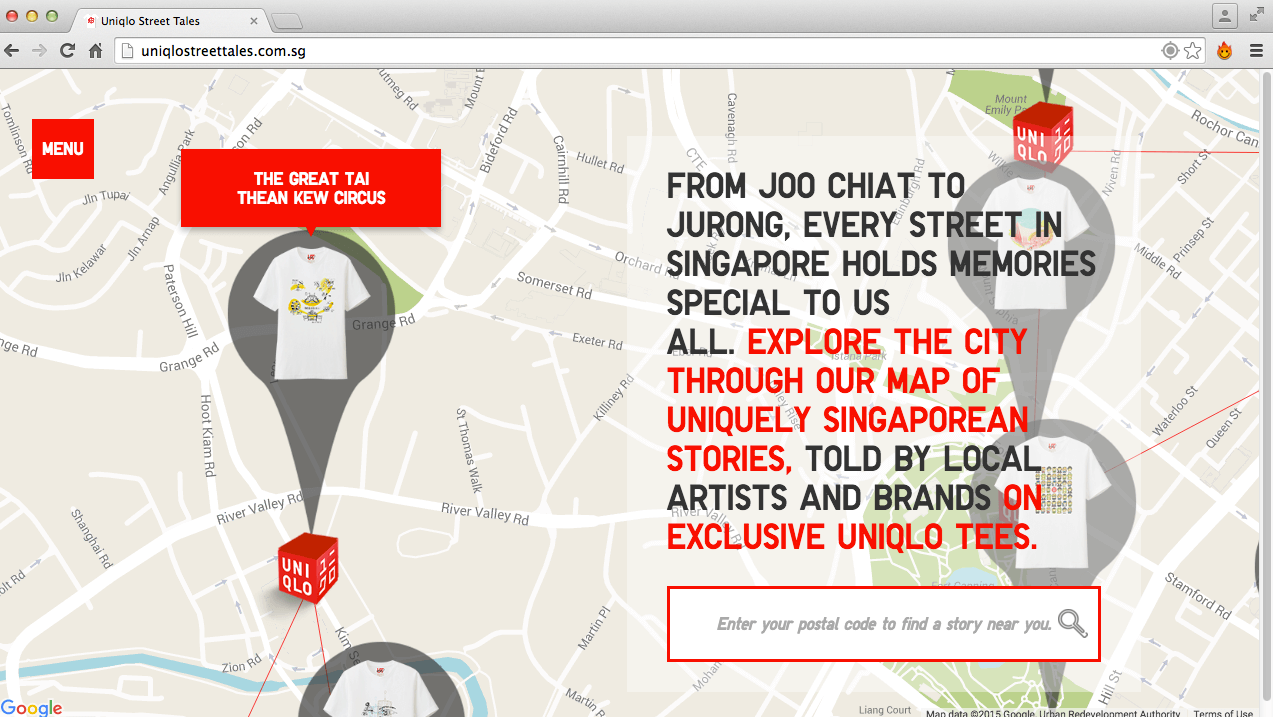 Uniqlo Street Tales
uniqlostreettales.com.sg
MENU
THE GREAT TAI
THEAN KEW CIRCUS
FROM JOO CHIAT TO
JURONG, EVERY STREET IN
SINGAPORE HOLDS MEMORIES
SPECIAL TO US
ALL. EXPLORE THE CITY
THROUGH OUR MAP OF
UNIQUELY SINGAPOREAN
STORIES, TOLD BY LOCAL
ARTISTS AND BRANDS ON
EXCLUSIVE UNIQLO TEES.
Enter your postal code to find a story near you.
Tomlinson Rd
Jln Tupai
Angullia Park
Jln Arnap
Jln Kelawar
Paterson Hill
Grange Rd
Grange Rd
Hoot Kiam Rd
River Valley Rd
River Valley Rd
Shanghai Rd
Zion Rd
Bideford Rd
Cairnhill Rd
Hullet Rd
Cavenagh Rd
CTE
Edinburgh Rd
Orchard Rd
Somerset Rd
Exeter Rd
Killiney Rd
St Thomas Walk
Martin Pl
Martin Rd
Istana Park
Mount
Emily Park
Niven Rd
Rochor Can
Short St
Prinsep St
Middle Rd
Waterloo St
Queen St
Stamford Rd
Hill St
Fort Canning
Liang Court
UNI
QLO
UNI
QLO
Google
Map data ©2015 Google, Urban Redevelopment Authority
Terms of Use